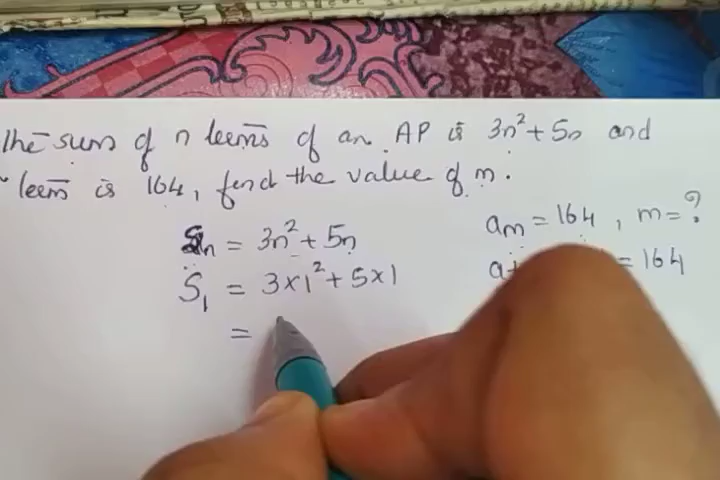 The sum of n terms of an AP is 3n²+5n and
term is 164, find the value of m.
Sn = 3n²+5n
am = 164, m=?
S1 = 3×1²+5×1
a+ = 164
=